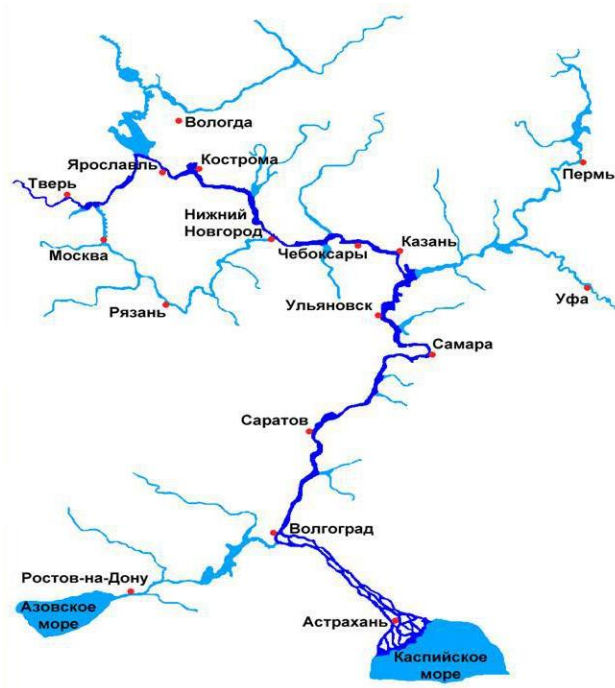 Вологда
Ярославль
Кострома
Тверь
Пермь
Нижний
Новгород
Москва
Чебоксары
Казань
Рязань
Ульяновск
Уфа
Самара
Саратов
Волгоград
Ростов-на-Дону
Азовское
море
Астрахань
Каспийское
море